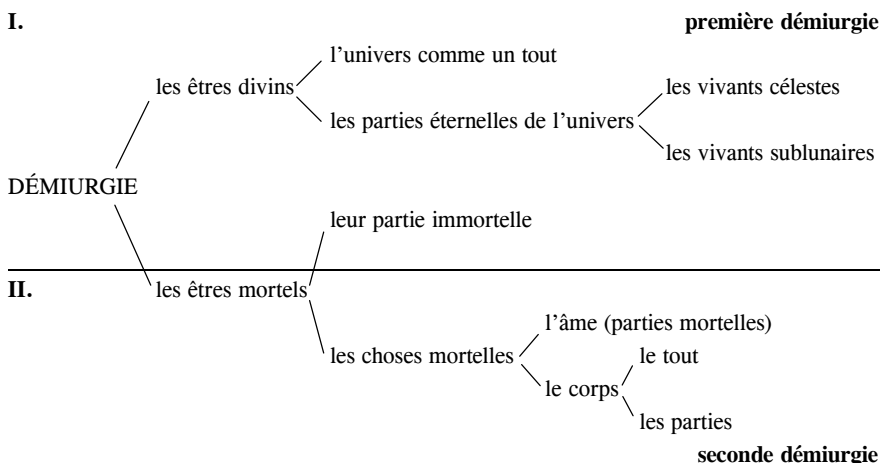 I. première démiurgie
l'univers comme un tout
les êtres divins les vivants célestes
les parties éternelles de l'univers
les vivants sublunaires
DÉMIURGIE
leur partie immortelle
II. les êtres mortels
l'âme (parties mortelles)
les choses mortelles le tout
le corps
les parties
seconde démiurgie